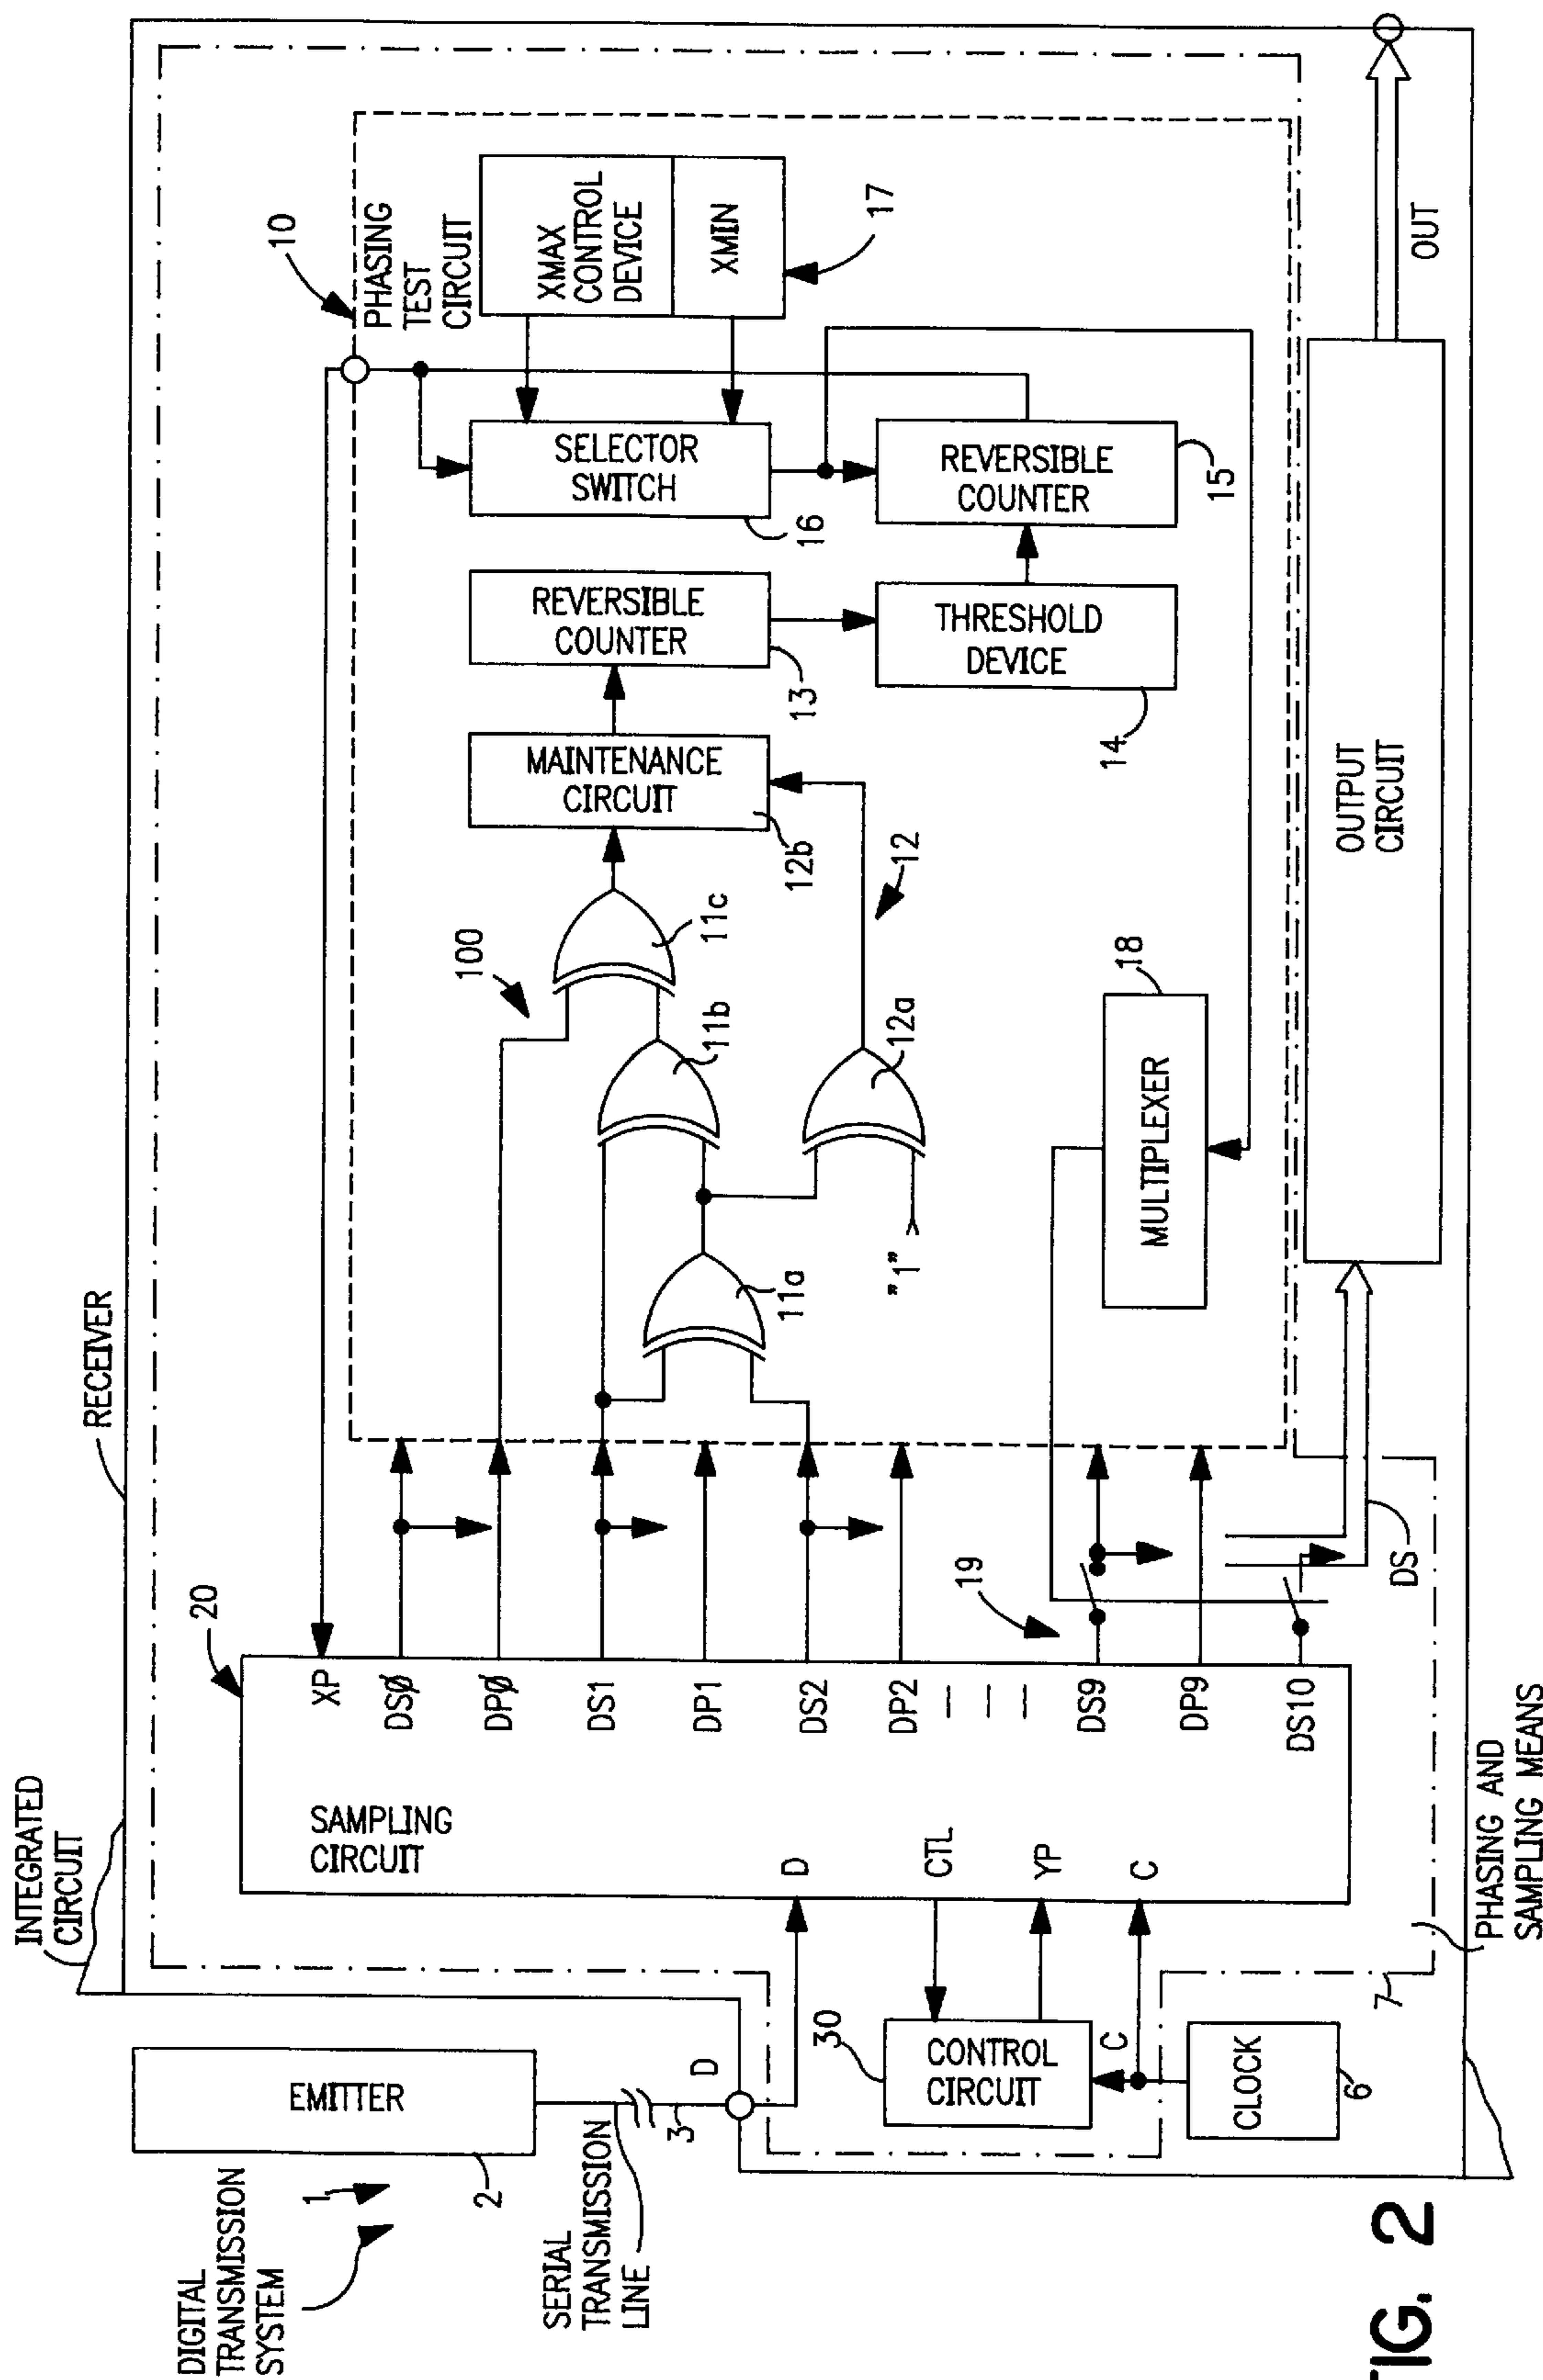 INTEGRATED
CIRCUIT
RECEIVER
DIGITAL
TRANSMISSION
SYSTEM
1
EMITTER
2
SERIAL
TRANSMISSION
LINE
3
D
20
SAMPLING
CIRCUIT
XP
DSØ
DPØ
DS1
DP1
DS2
DP2
DS9
DP9
DS10
D
CTL
YP
C
30
CONTROL
CIRCUIT
C
CLOCK
6
7
PHASING AND
SAMPLING MEANS
10
PHASING
TEST
CIRCUIT
100
11a
11b
11c
"1"
12a
12
MAINTENANCE
CIRCUIT
12b
REVERSIBLE
COUNTER
13
THRESHOLD
DEVICE
14
SELECTOR
SWITCH
16
REVERSIBLE
COUNTER
15
XMAX
CONTROL
DEVICE
XMIN
17
MULTIPLEXER
18
19
DS
OUTPUT
CIRCUIT
OUT
FIG. 2